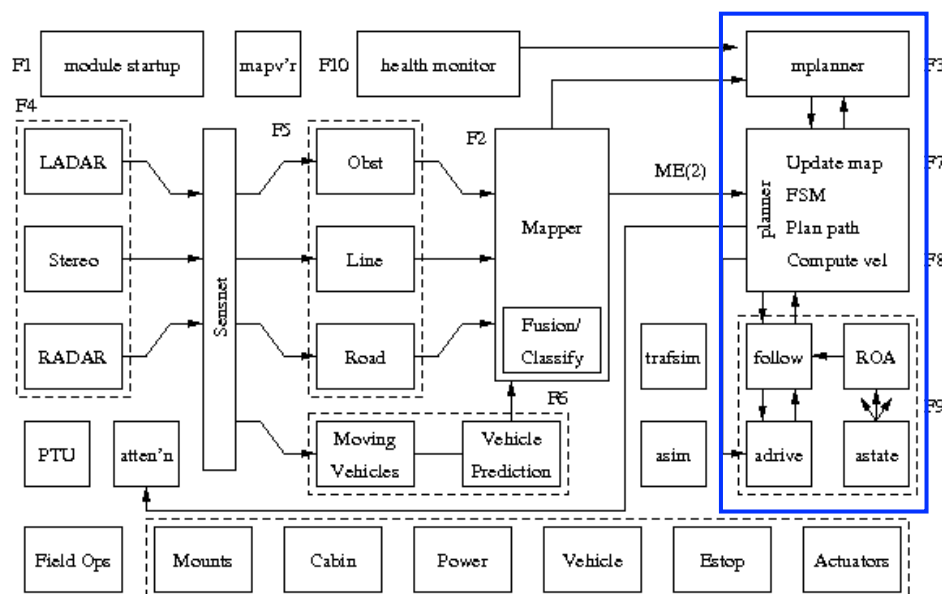 F1
module startup
mapv'r
F10
health monitor
mplanner
F3
F4
F5
F2
LADAR
Obst
ME(2)
Update map
F7
FSM
planner
Stereo
Line
Mapper
Plan path
Sensnet
Compute vel
F8
Fusion/
Classify
RADAR
Road
trafsim
follow
ROA
F6
F9
PTU
atten'n
Moving
Vehicles
Vehicle
Prediction
asim
adrive
astate
Field Ops
Mounts
Cabin
Power
Vehicle
Estop
Actuators